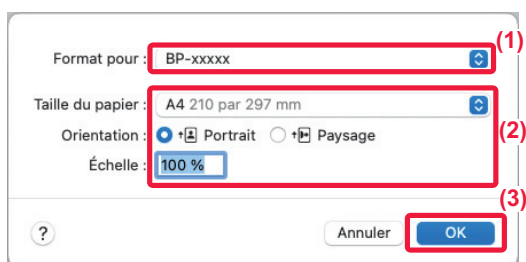 (1)
Format pour : BP-xxxxx
Taille du papier : A4 210 par 297 mm
Orientation : Portrait Paysage
(2)
Échelle : 100 %
(3)
? Annuler OK